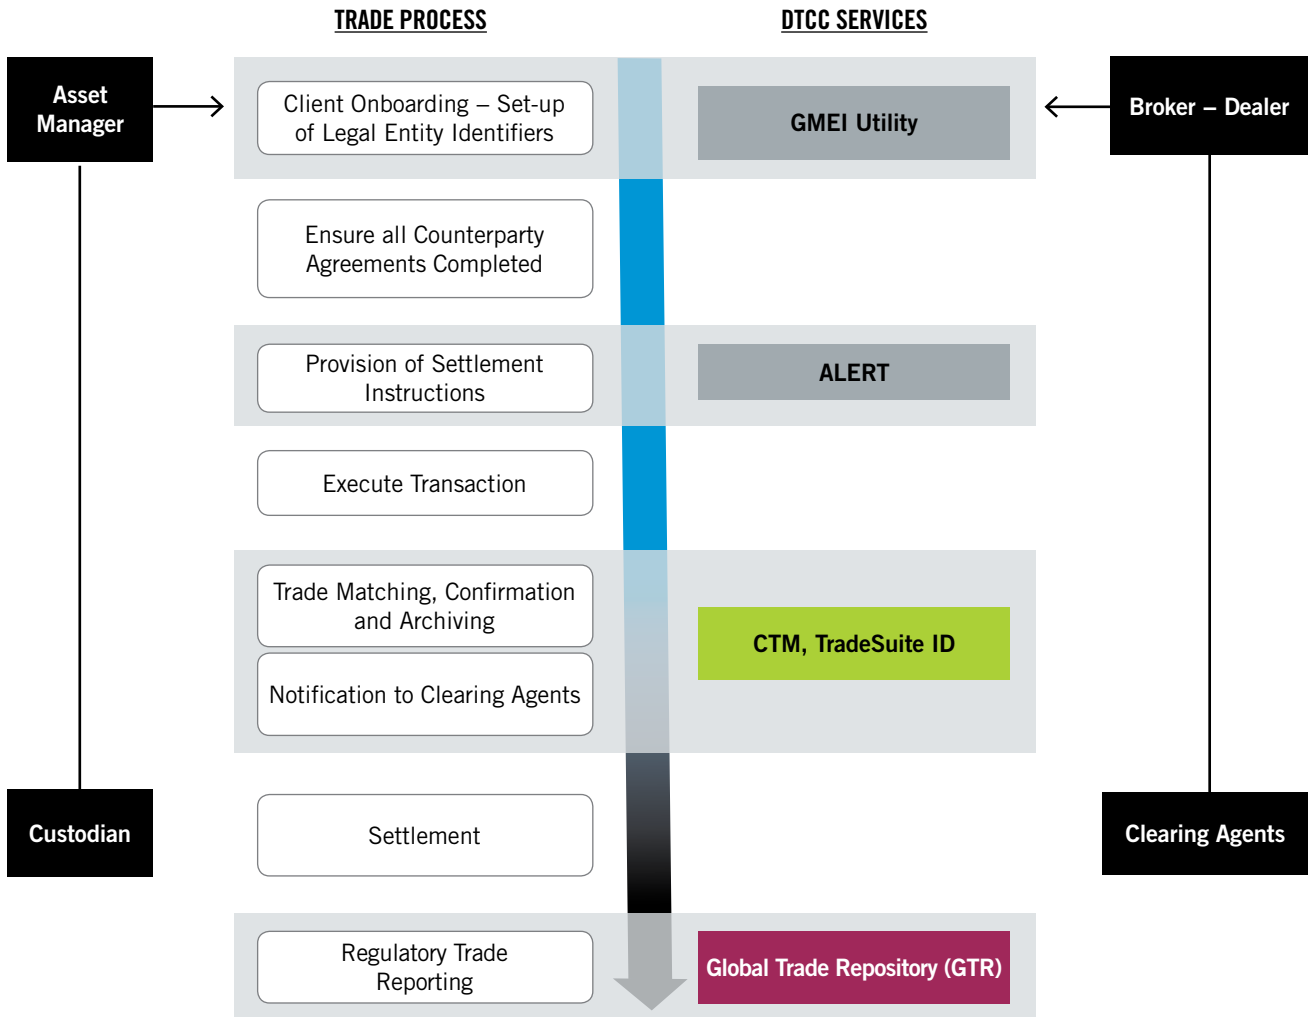 TRADE PROCESS
DTCC SERVICES
Asset
Manager
Client Onboarding – Set-up
of Legal Entity Identifiers
GMEI Utility
Broker – Dealer
Ensure all Counterparty
Agreements Completed
Provision of Settlement
Instructions
ALERT
Execute Transaction
Trade Matching, Confirmation
and Archiving
Notification to Clearing Agents
CTM, TradeSuite ID
Custodian
Settlement
Clearing Agents
Regulatory Trade
Reporting
Global Trade Repository (GTR)